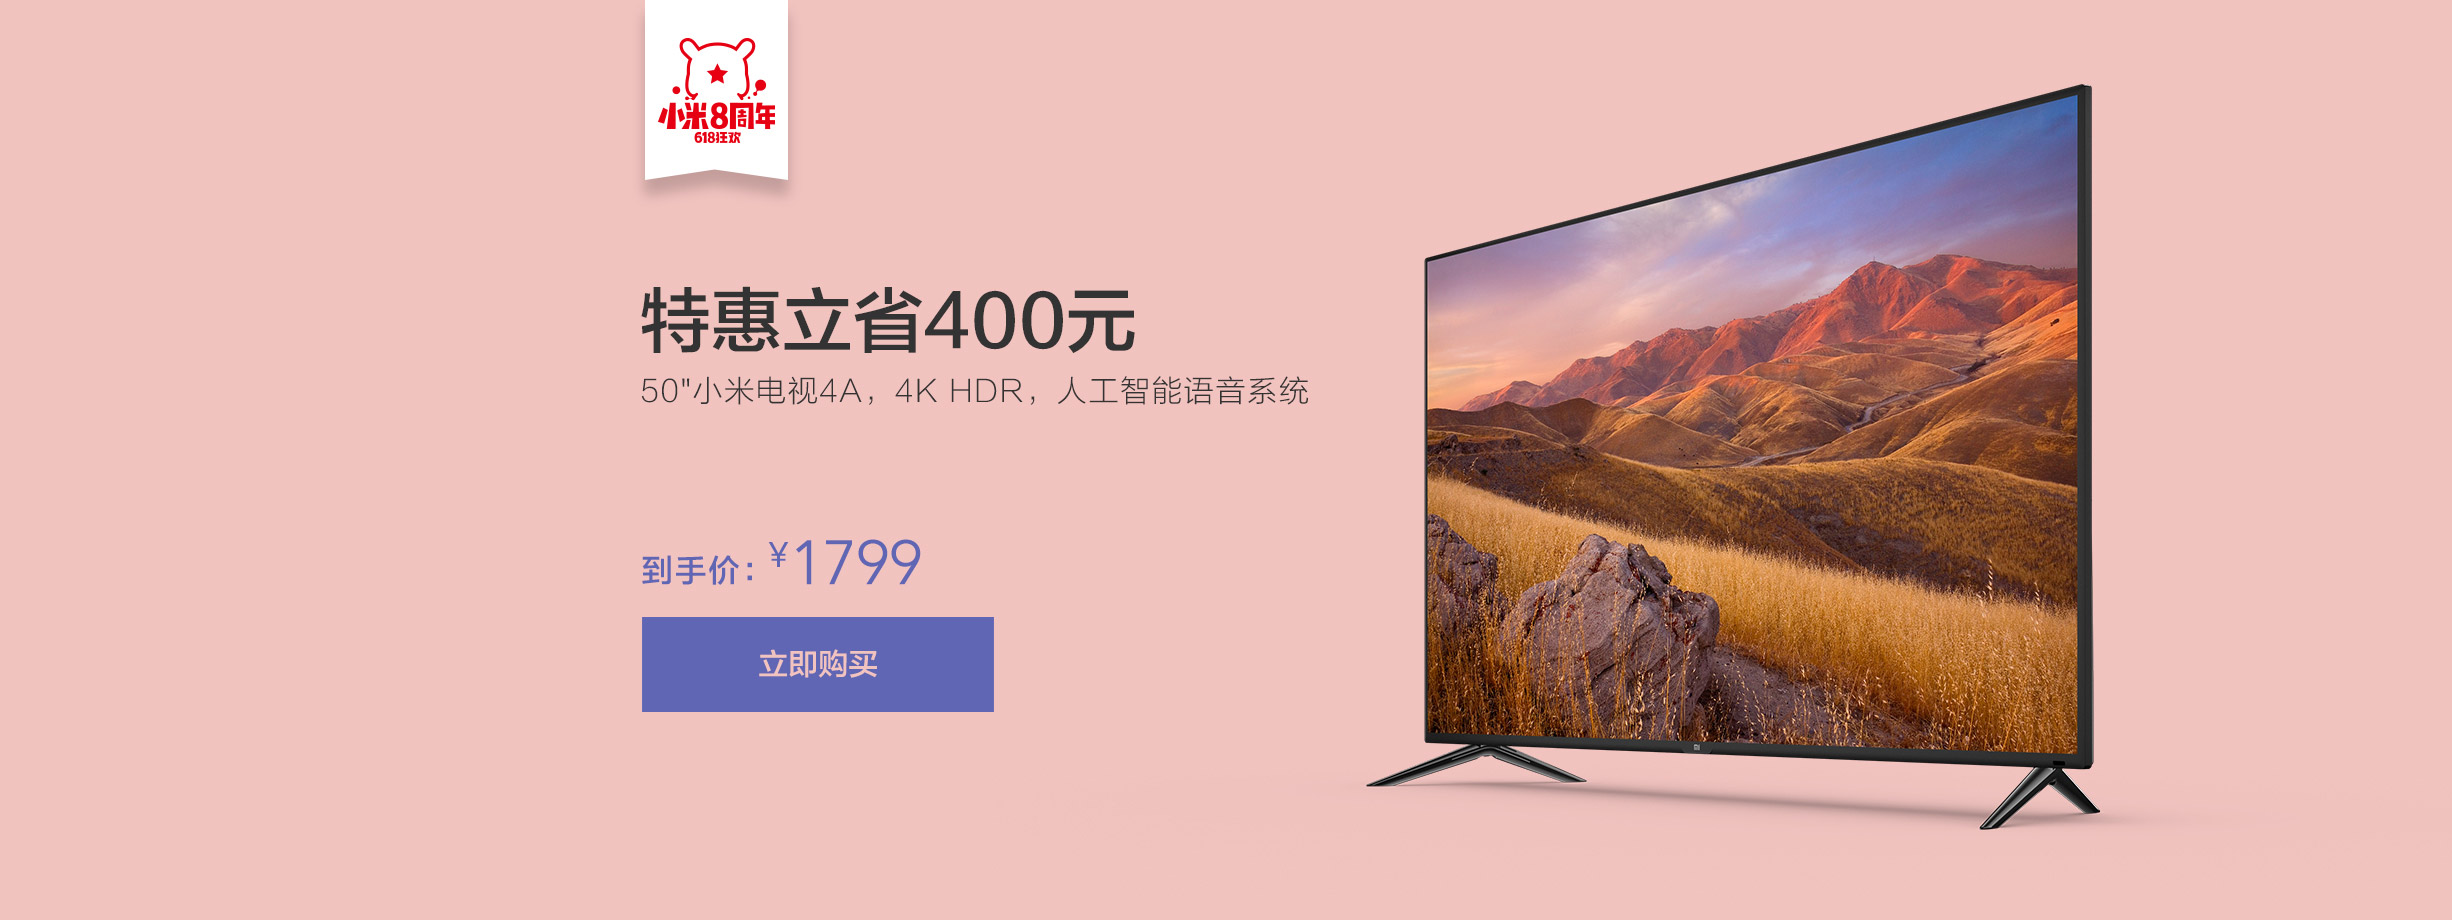 小米8周年
618狂欢
特惠立省400元
50"小米电视4A，4K HDR，人工智能语音系统
到手价：¥1799
立即购买